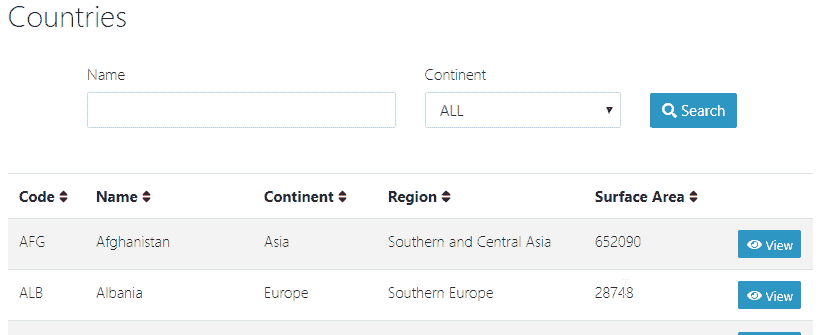 Countries
Name Continent
ALL Search
Code Name Continent Region Surface Area
AFG Afghanistan Asia Southern and Central Asia 652090 View
ALB Albania Europe Southern Europe 28748 View